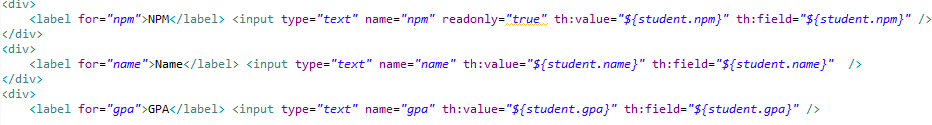 <div>
<label for="npm">NPM</label> <input type="text" name="npm" readonly="true" th:value="${student.npm}" th:field="${student.npm}" />
</div>
<div>
<label for="name">Name</label> <input type="text" name="name" th:value="${student.name}" th:field="${student.name}"  />
</div>
<div>
<label for="gpa">GPA</label> <input type="text" name="gpa" th:value="${student.gpa}" th:field="${student.gpa}" />